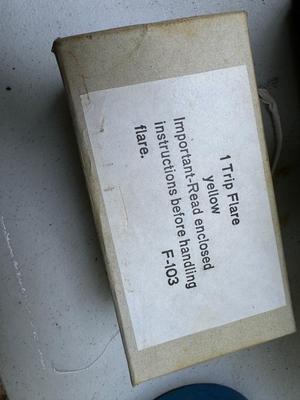 1 Trip Flare
yellow
Important-Read enclosed
instructions before handling
flare.
F-103